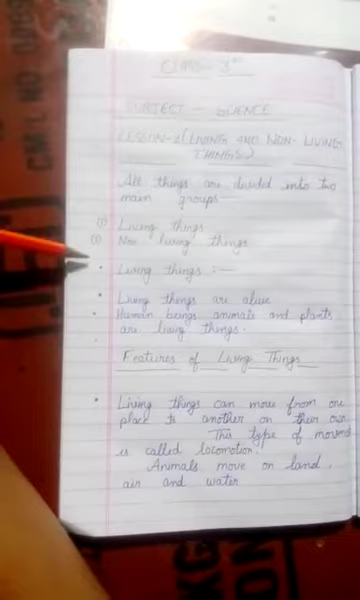 CLASS - 3rd
SUBJECT - SCIENCE
LESSON-2 (LIVING AND NON-LIVING
THINGS)
All things are divided into two
main groups—
(i) Living things
(ii) Non living things
• Living things :—
• Living things are alive
• Human beings animals and plants
are living things.
Features of Living Things
• Living things can move from one
place to another on their own.
This type of movement
is called locomotion.
Animals move on land,
air and water